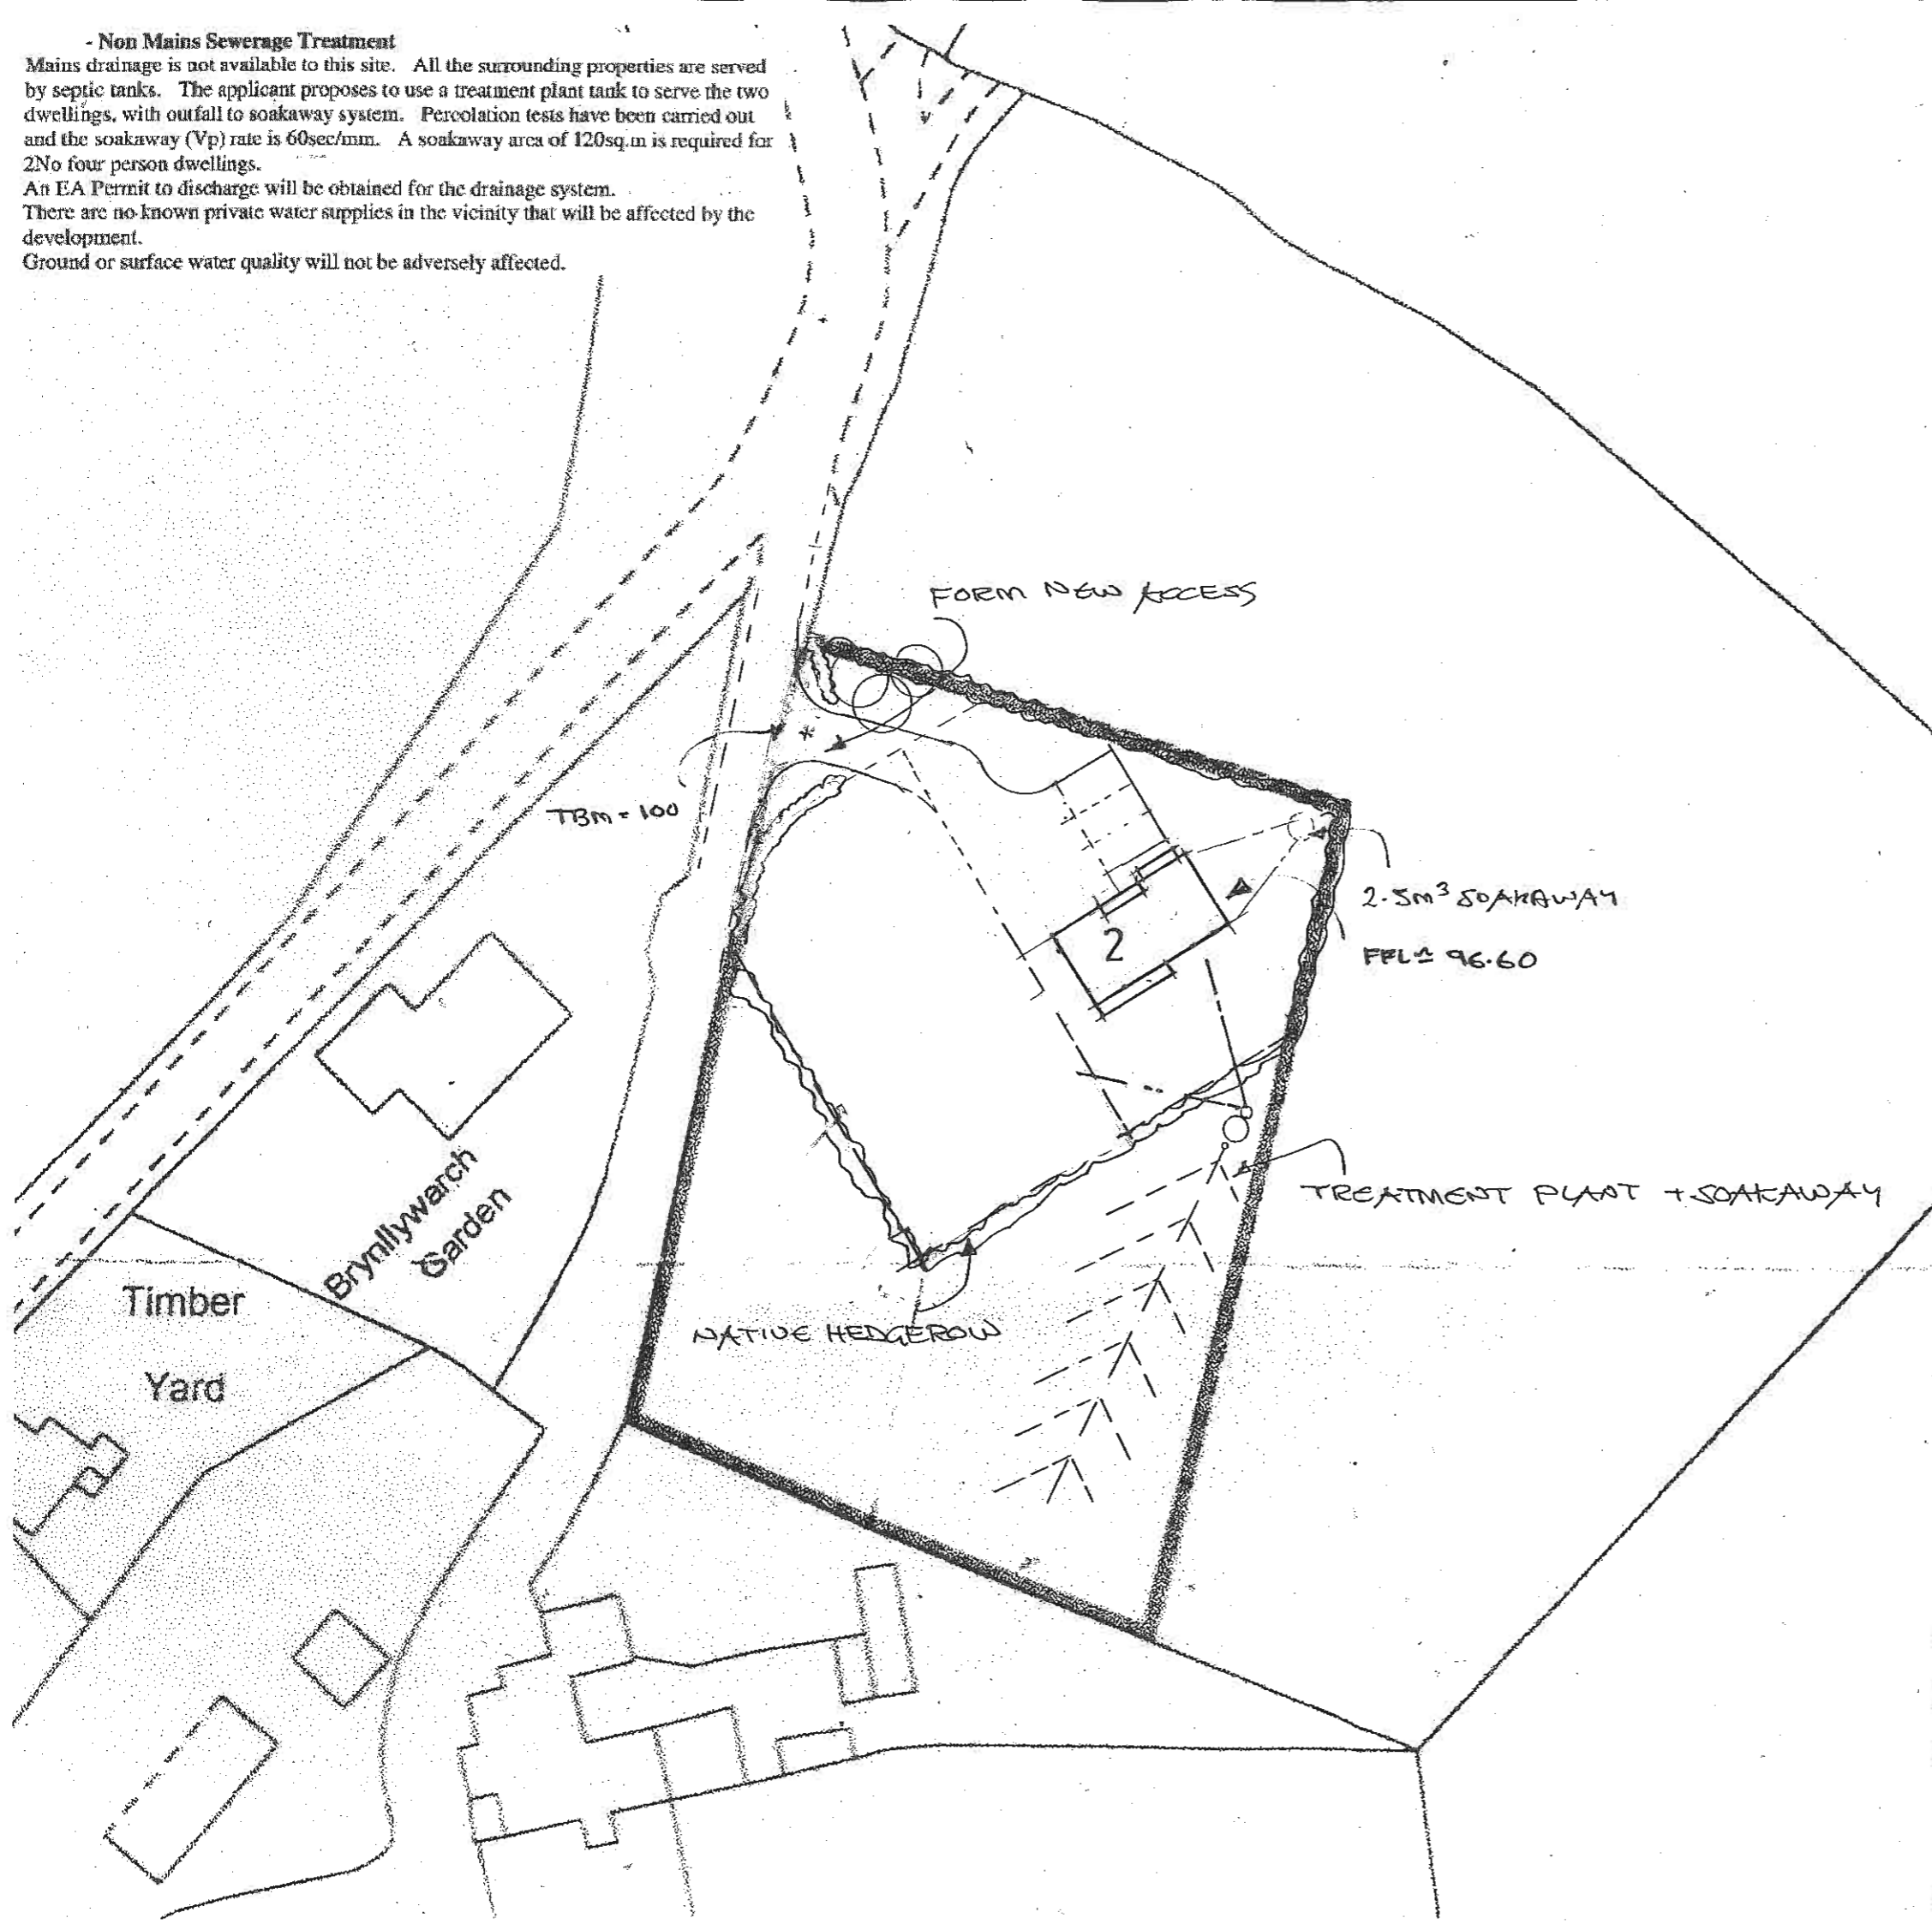 - Non Mains Sewerage Treatment
Mains drainage is not available to this site. All the surrounding properties are served
by septic tanks. The applicant proposes to use a treatment plant tank to serve the two
dwellings, with outfall to soakaway system. Percolation tests have been carried out
and the soakaway (Vp) rate is 60sec/mm. A soakaway area of 120sq.m is required for
2No four person dwellings.
An EA Permit to discharge will be obtained for the drainage system.
There are no known private water supplies in the vicinity that will be affected by the
development.
Ground or surface water quality will not be adversely affected.
FORM NEW ACCESS
TBM = 100
2.5M³ SOAKAWAY
FFL ≏ 96.60
2
TREATMENT PLANT + SOAKAWAY
NATIVE HEDGEROW
Brynllywarch
Garden
Timber
Yard